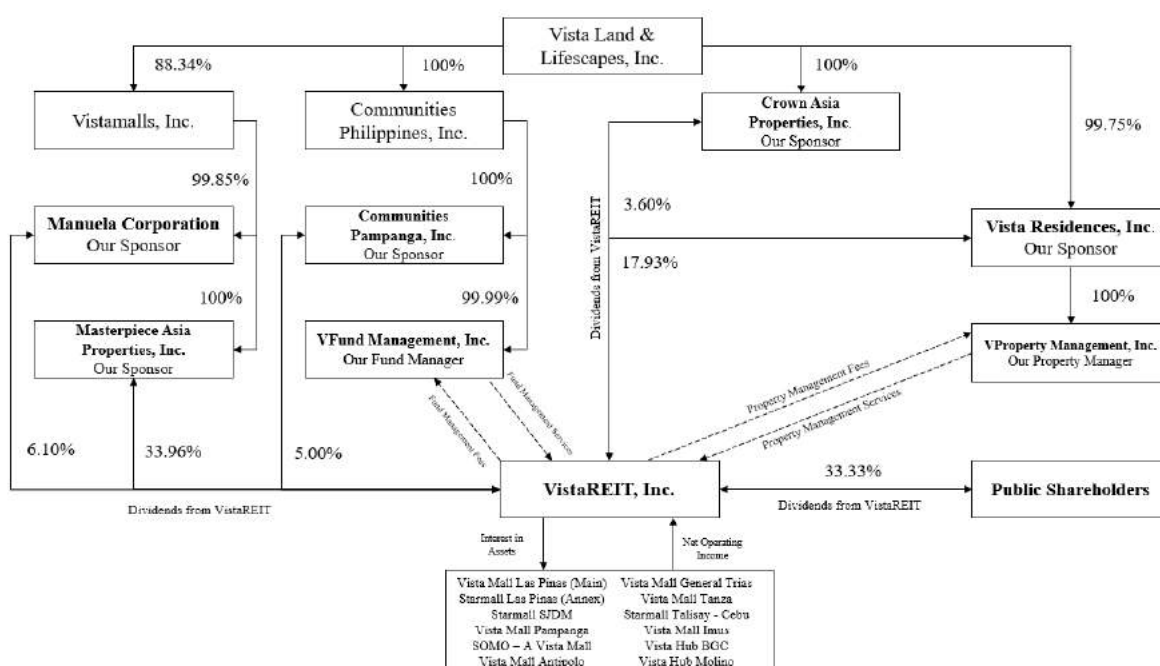 Vista Land &
Lifescapes, Inc.
88.34%
100%
100%
99.75%
Vistamalls, Inc.
Communities
Philippines, Inc.
Crown Asia
Properties, Inc.
Our Sponsor
99.85%
100%
3.60%
Manuela Corporation
Our Sponsor
Communities
Pampanga, Inc.
Our Sponsor
Dividends from VistaREIT
Vista Residences, Inc.
Our Sponsor
17.93%
100%
99.99%
100%
Masterpiece Asia
Properties, Inc.
Our Sponsor
VFund Management, Inc.
Our Fund Manager
VProperty Management, Inc.
Our Property Manager
Fund Management Fees
Fund Management Services
Property Management Fees
Property Management Services
6.10%
33.96%
5.00%
33.33%
VistaREIT, Inc.
Public Shareholders
Dividends from VistaREIT
Dividends from VistaREIT
Interest in
Assets
Net Operating
Income
Vista Mall Las Pinas (Main)
Starmall Las Pinas (Annex)
Starmall SJDM
Vista Mall Pampanga
SOMO – A Vista Mall
Vista Mall Antipolo
Vista Mall General Trias
Vista Mall Tanza
Starmall Talisay - Cebu
Vista Mall Imus
Vista Hub BGC
Vista Hub Molino